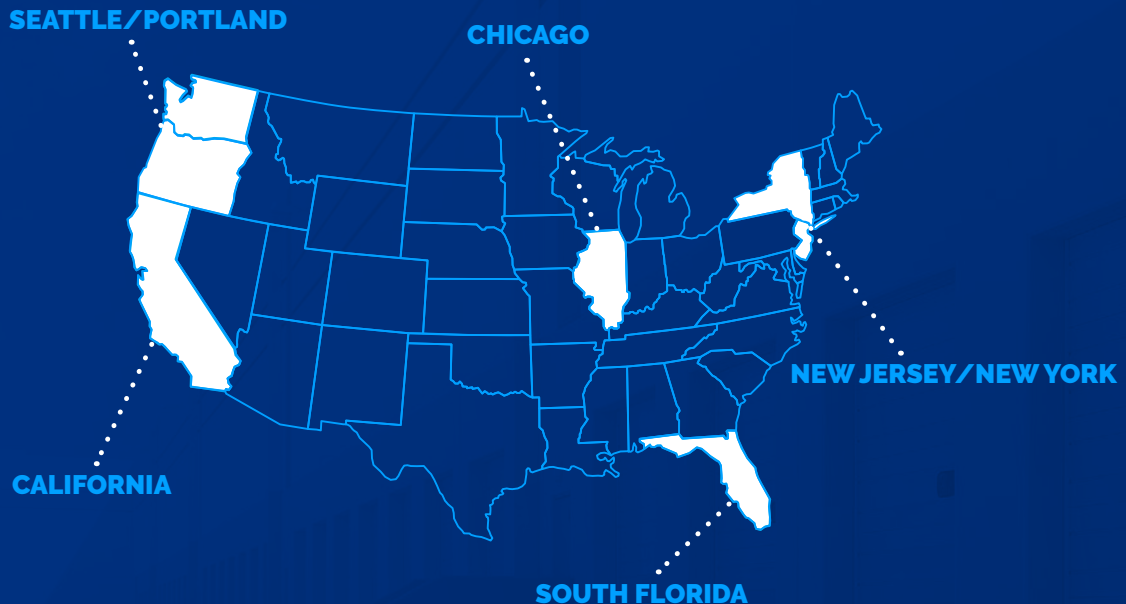 SEATTLE/PORTLAND
CHICAGO
NEW JERSEY/NEW YORK
CALIFORNIA
SOUTH FLORIDA